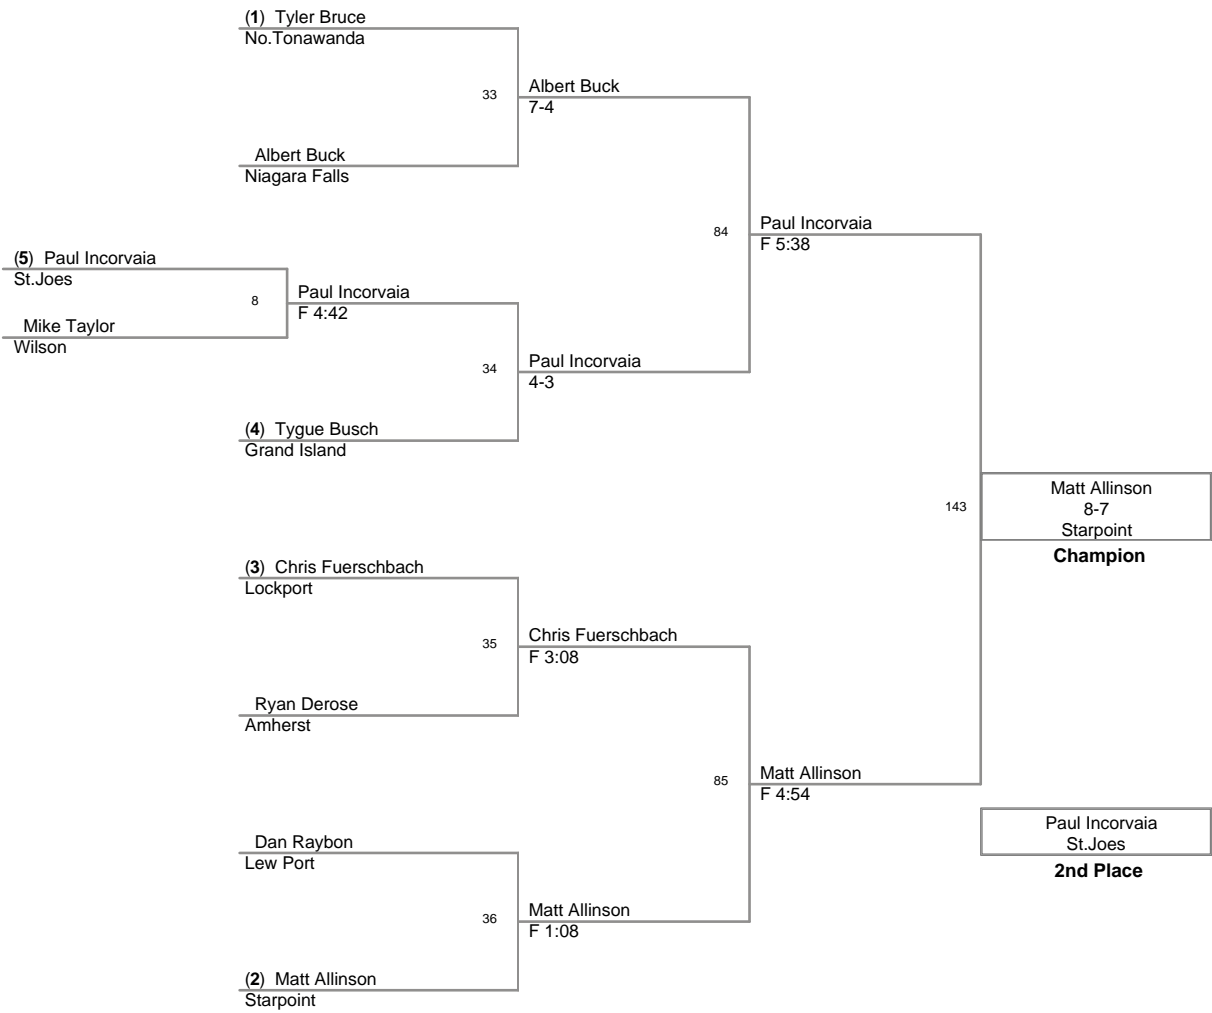 (1) Tyler Bruce
No.Tonawanda
33
Albert Buck
7-4
Albert Buck
Niagara Falls
84
Paul Incorvaia
F 5:38
(5) Paul Incorvaia
St.Joes
8
Paul Incorvaia
F 4:42
Mike Taylor
Wilson
34
Paul Incorvaia
4-3
(4) Tygue Busch
Grand Island
143
Matt Allinson
8-7
Starpoint
Champion
(3) Chris Fuerschbach
Lockport
35
Chris Fuerschbach
F 3:08
Ryan Derose
Amherst
85
Matt Allinson
F 4:54
Paul Incorvaia
St.Joes
2nd Place
Dan Raybon
Lew Port
36
Matt Allinson
F 1:08
(2) Matt Allinson
Starpoint